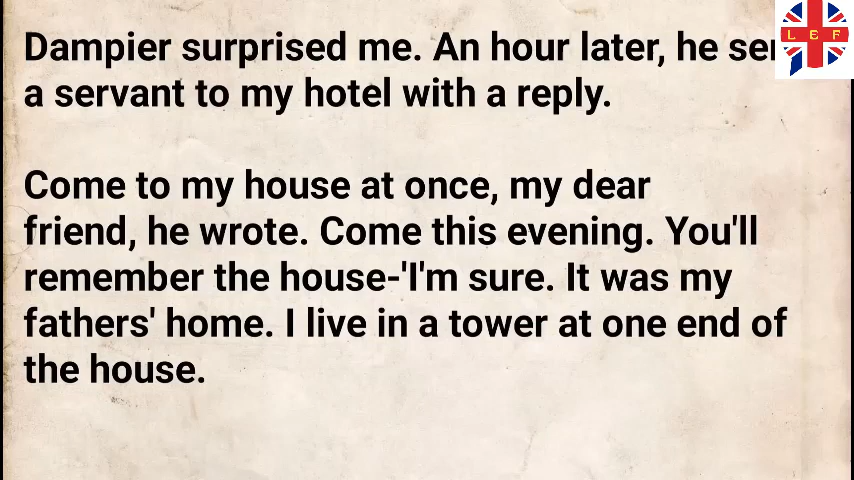 Dampier surprised me. An hour later, he
L E F
a servant to my hotel with a reply.
Come to my house at once, my dear
friend, he wrote. Come this evening. You'll
remember the house-'I'm sure. It was my
fathers' home. I live in a tower at one end of
the house.